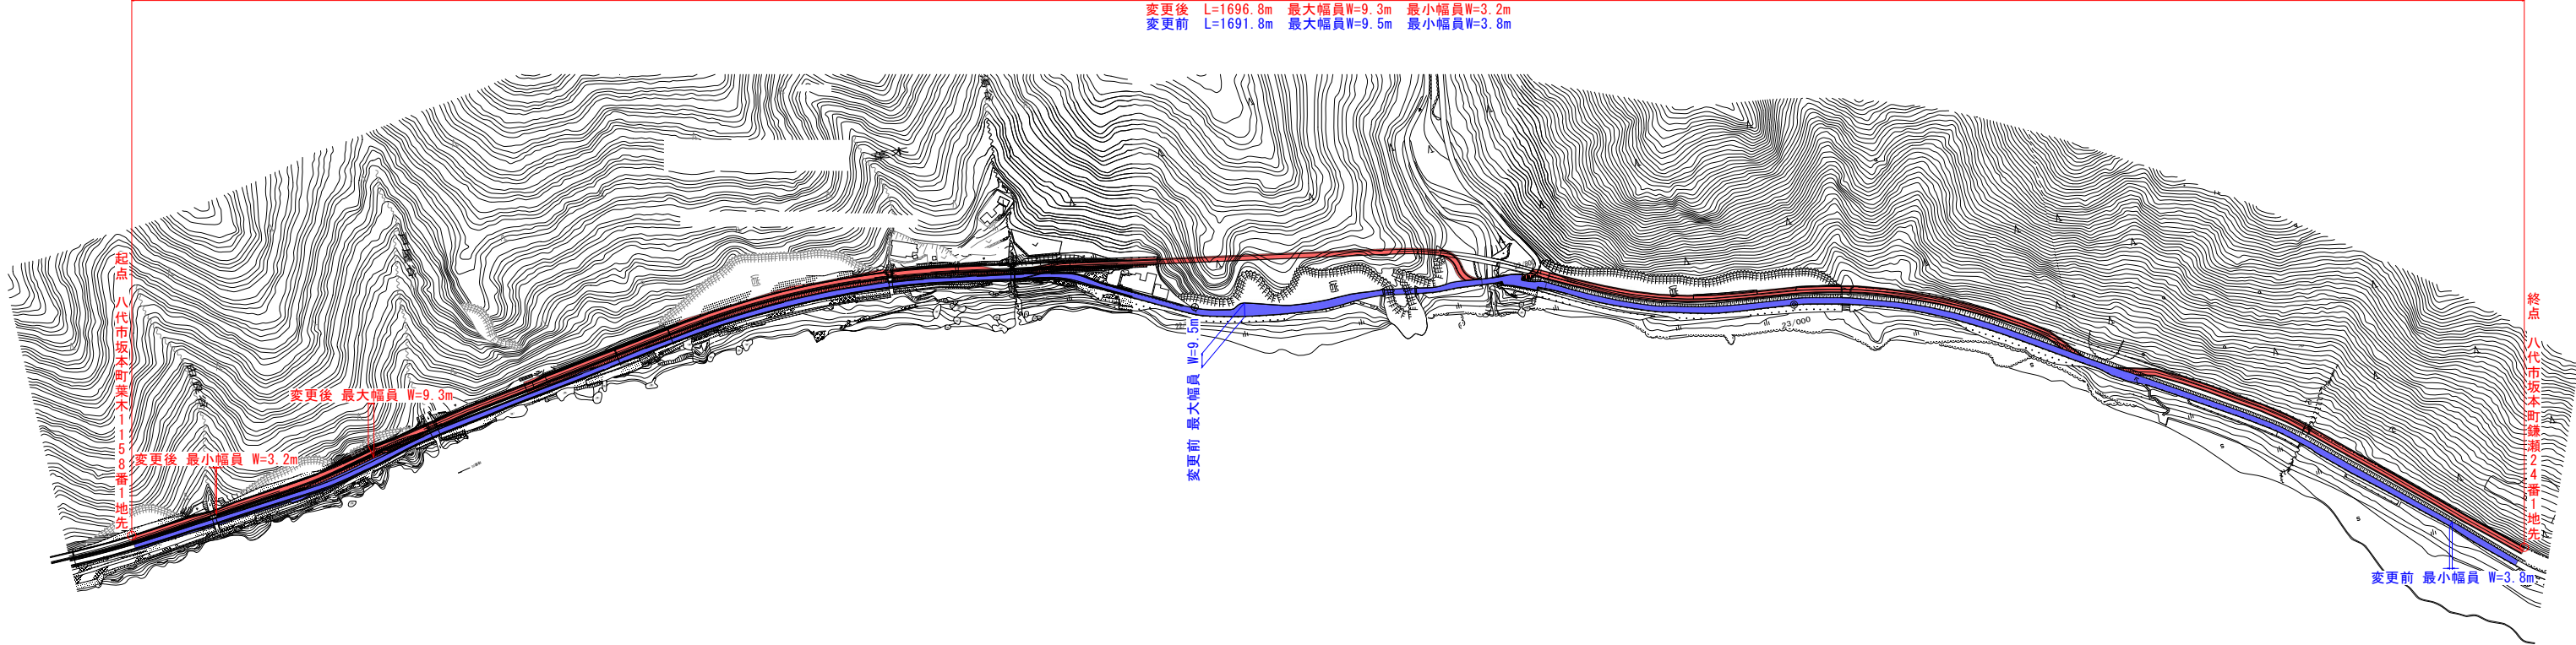 変更後　L=1696.8m　最大幅員W=9.3m　最小幅員W=3.2m
変更前　L=1691.8m　最大幅員W=9.5m　最小幅員W=3.8m
起点　八代市坂本町葉木1158番1地先
変更後 最大幅員 W=9.3m
変更後 最小幅員 W=3.2m
変更前 最大幅員 W=9.5m
23/000
終点　八代市坂本町鎌瀬24番1地先
変更前 最小幅員 W=3.8m